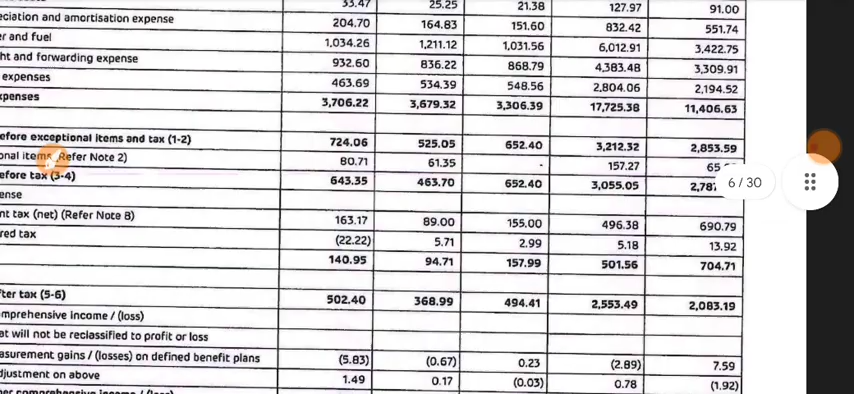 33.47 25.25 21.38 127.97 91.00
eciation and amortisation expense 204.70 164.83 151.60 832.42 551.74
er and fuel 1,034.26 1,211.12 1,031.56 6,012.91 3,422.75
ht and forwarding expense 932.60 836.22 868.79 4,383.48 3,309.91
expenses 463.69 534.39 548.56 2,804.06 2,194.52
xpenses 3,706.22 3,679.32 3,306.39 17,725.38 11,406.63
efore exceptional items and tax (1-2) 724.06 525.05 652.40 3,212.32 2,853.59
onal items (Refer Note 2) 80.71 61.35 - 157.27 65
efore tax (3-4) 643.35 463.70 652.40 3,055.05 2,787
ense
nt tax (net) (Refer Note 8) 163.17 89.00 155.00 496.38 690.79
red tax (22.22) 5.71 2.99 5.18 13.92
140.95 94.71 157.99 501.56 704.71
fter tax (5-6) 502.40 368.99 494.41 2,553.49 2,083.19
mprehensive income / (loss)
at will not be reclassified to profit or loss
asurement gains / (losses) on defined benefit plans (5.83) (0.67) 0.23 (2.89) 7.59
djustment on above 1.49 0.17 (0.03) 0.78 (1.92)
her comprehensive income / (loss)
6 / 30